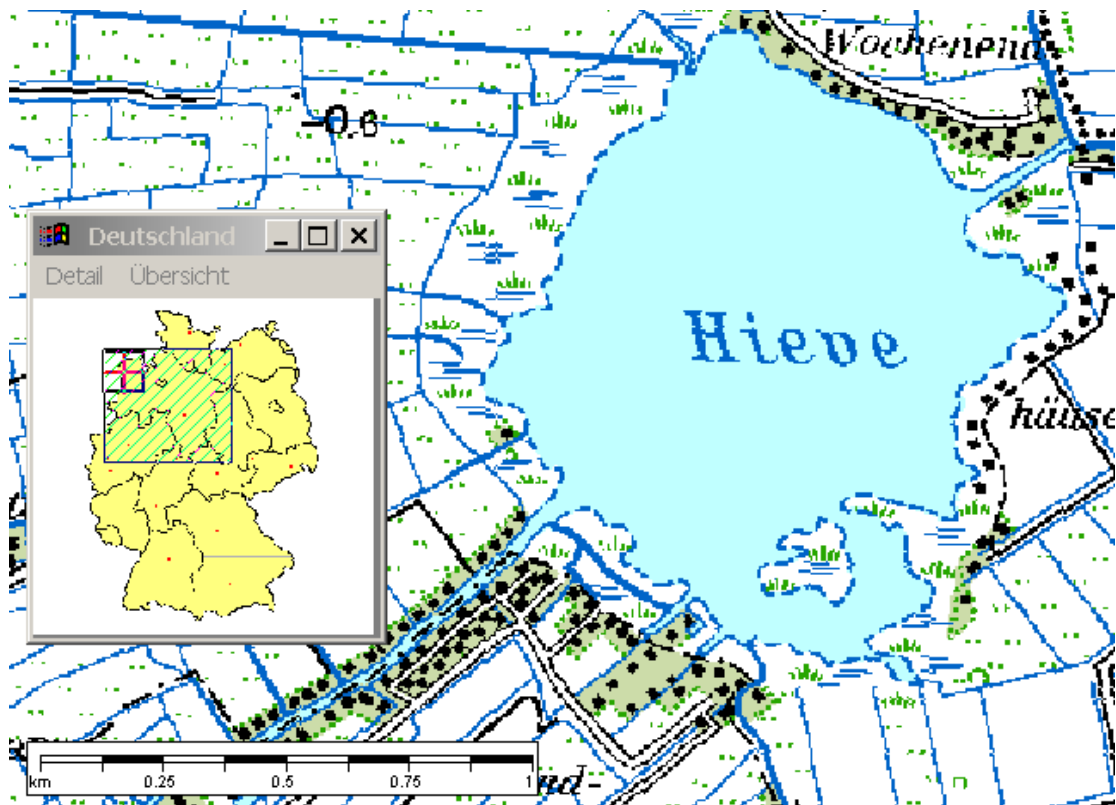 Wochenend
-0.6
Deutschland
Detail Übersicht
Hieve
häuse
km 0.25 0.5 0.75 1